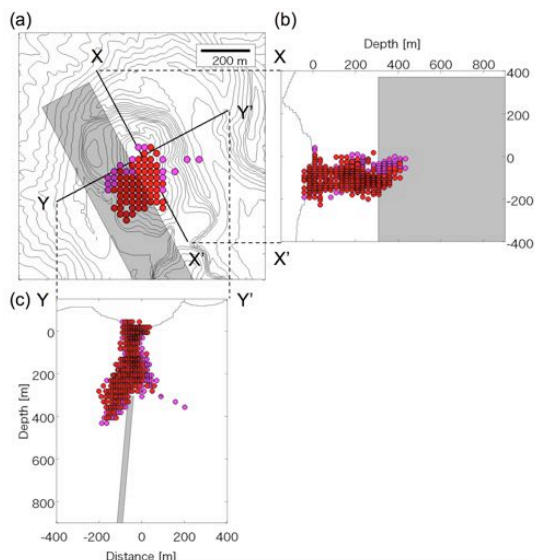 (a)
X
200 m
Y'
Y
X'
(b)
Depth [m]
0 200 400 600 800
X
400
200
0
-200
-400
X'
(c)
Y
Y'
0
200
400
600
800
Depth [m]
-400 -200 0 200 400
Distance [m]